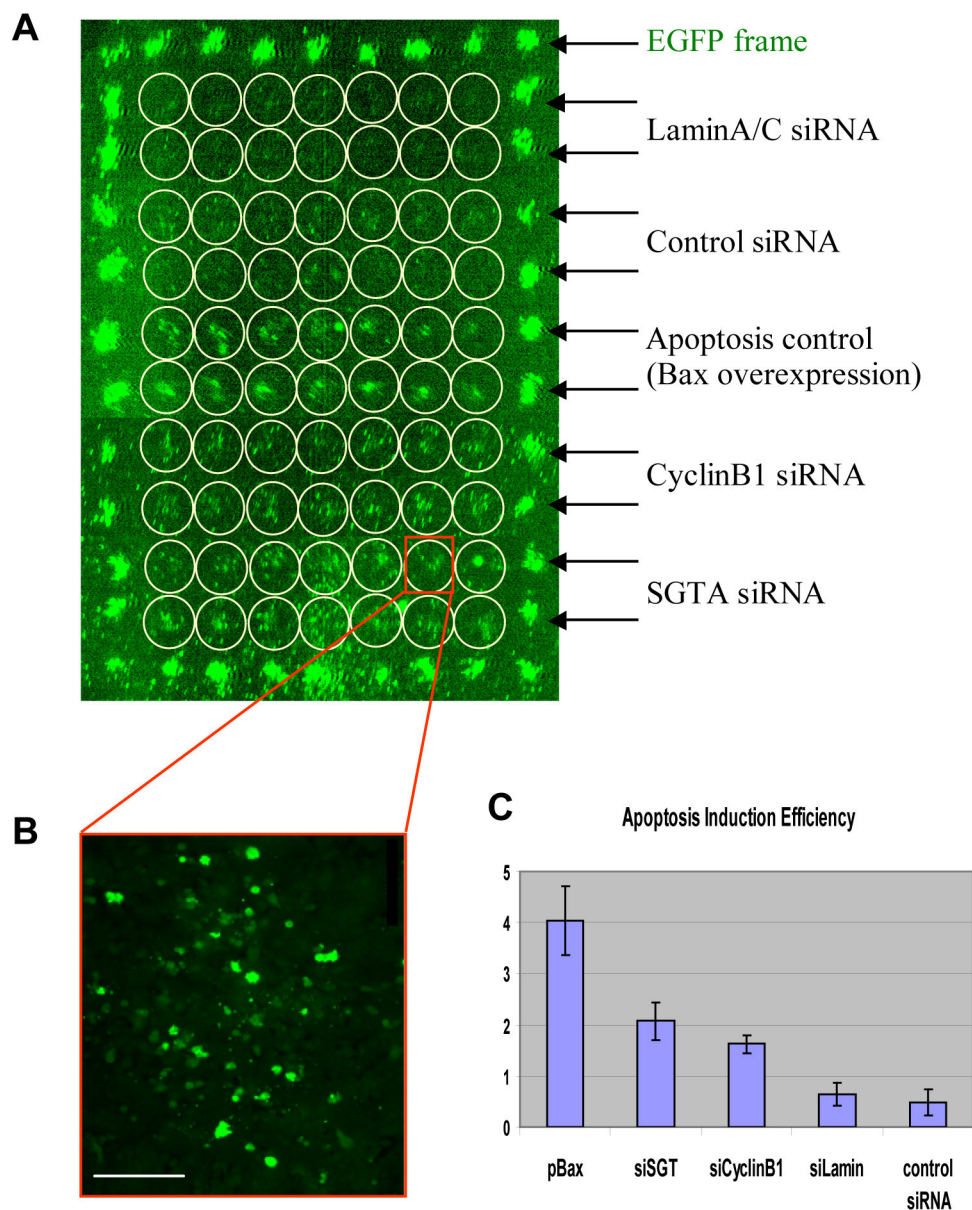 A
EGFP frame
LaminA/C siRNA
Control siRNA
Apoptosis control
(Bax overexpression)
CyclinB1 siRNA
SGTA siRNA
B
C
Apoptosis Induction Efficiency
5
4
3
2
1
0
pBax
siSGT
siCyclinB1
siLamin
control
siRNA